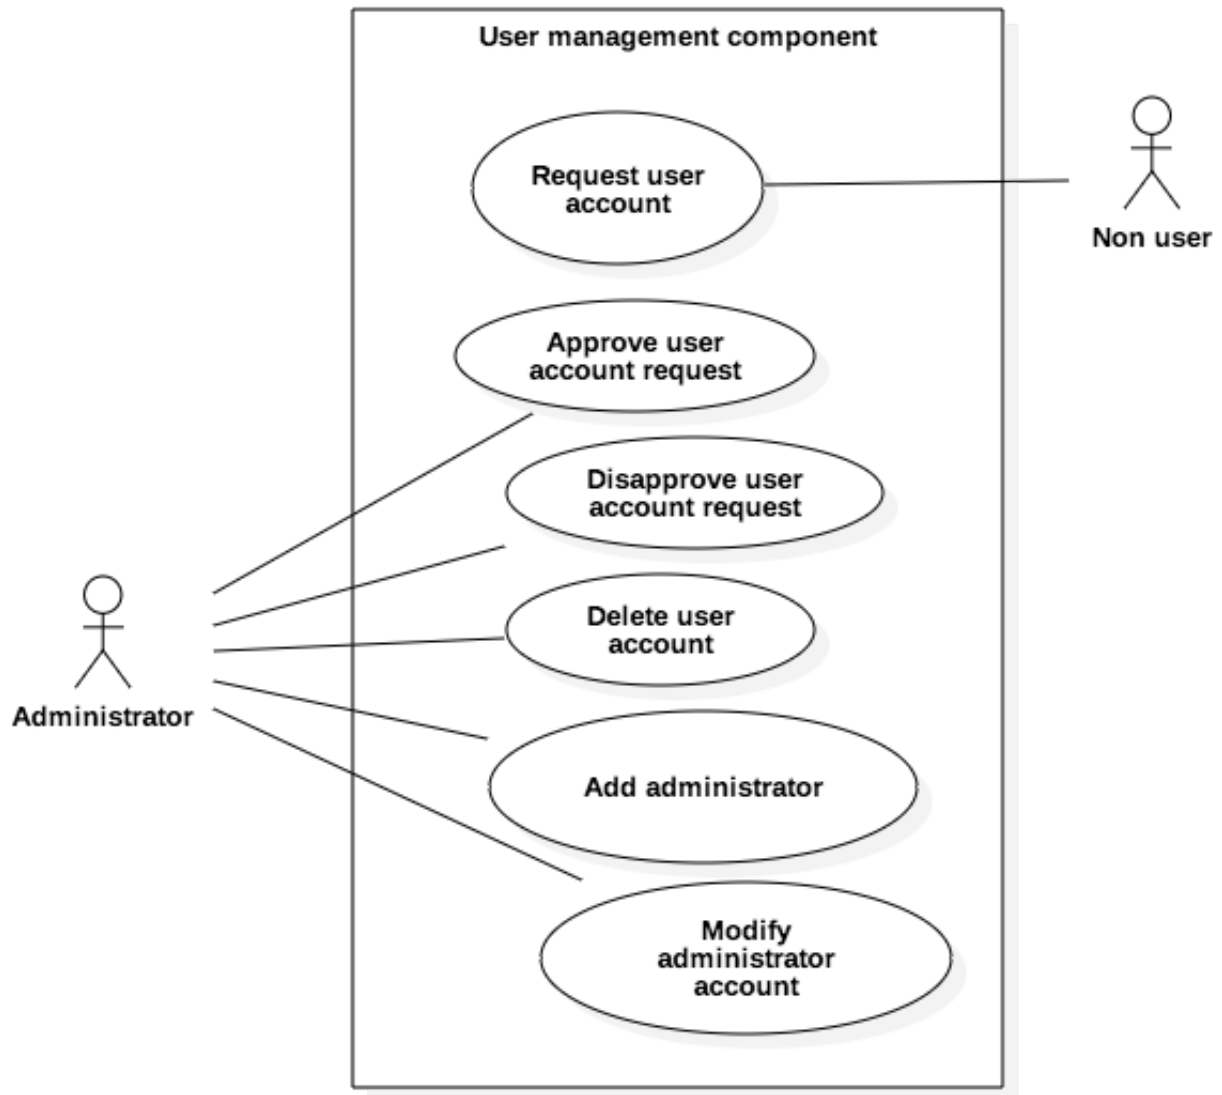 User management component
Request user
account
Non user
Approve user
account request
Disapprove user
account request
Delete user
account
Administrator
Add administrator
Modify
administrator
account